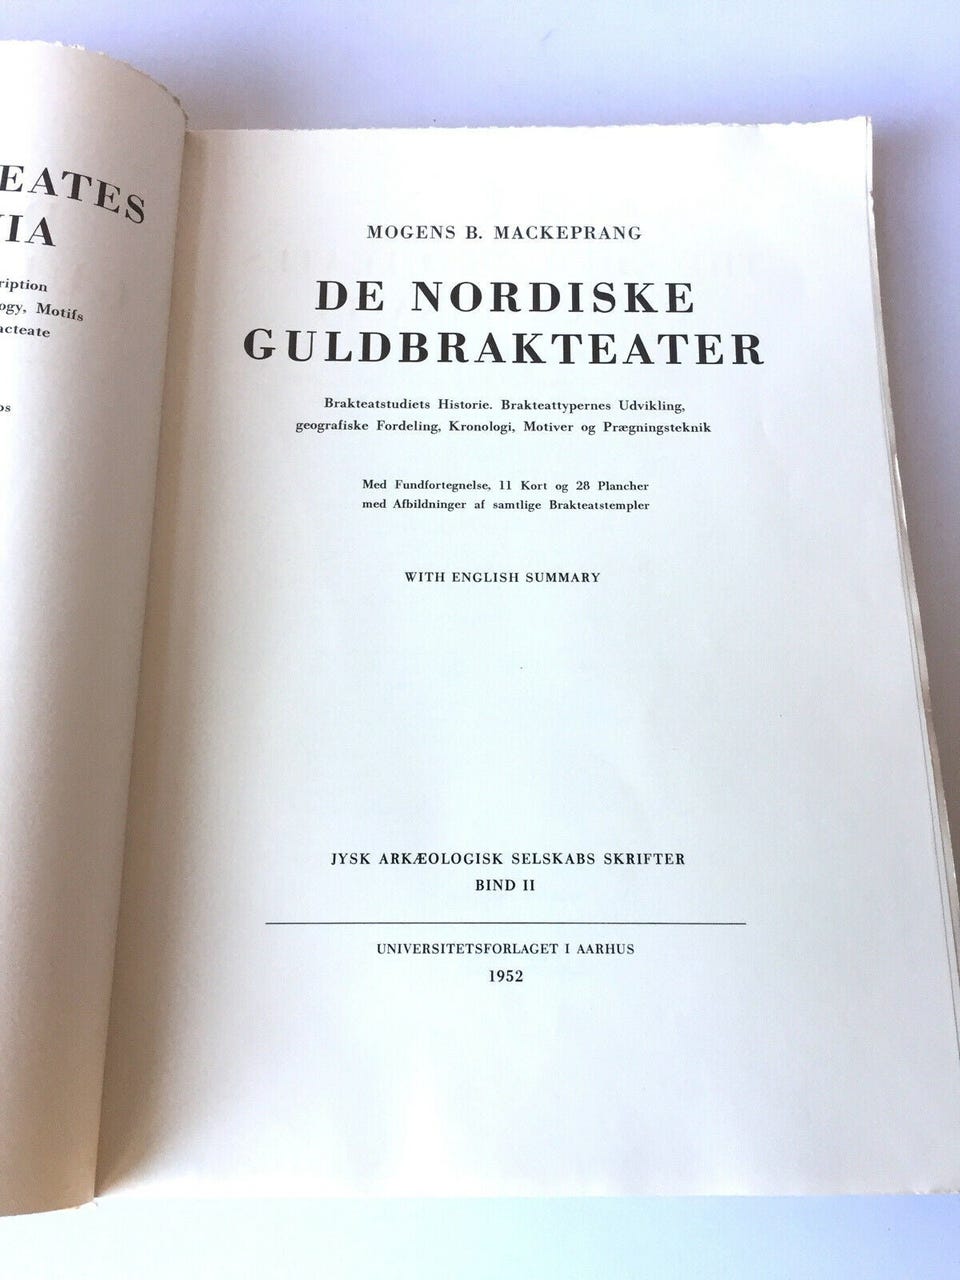 EATES
IA
ription
ogy, Motifs
acteate
os
MOGENS B. MACKEPRANG
DE NORDISKE
GULDBRAKTEATER
Brakteatstudiets Historie. Brakteattypernes Udvikling,
geografiske Fordeling, Kronologi, Motiver og Prægningsteknik
Med Fundfortegnelse, 11 Kort og 28 Plancher
med Afbildninger af samtlige Brakteatstempler
WITH ENGLISH SUMMARY
JYSK ARKÆOLOGISK SELSKABS SKRIFTER
BIND II
UNIVERSITETSFORLAGET I AARHUS
1952